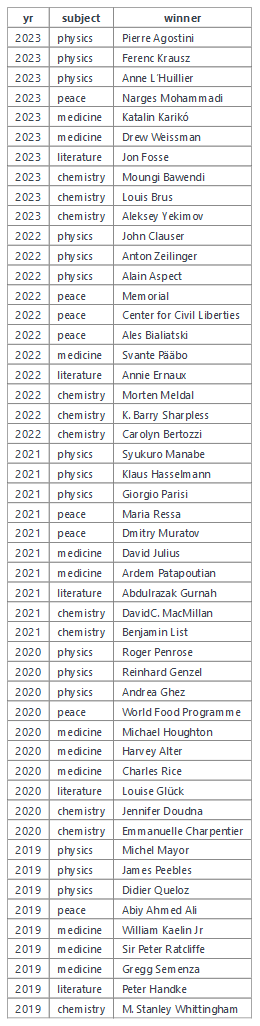 yr subject winner
2023 physics Pierre Agostini
2023 physics Ferenc Krausz
2023 physics Anne L'Huillier
2023 peace Narges Mohammadi
2023 medicine Katalin Karikó
2023 medicine Drew Weissman
2023 literature Jon Fosse
2023 chemistry Moungi Bawendi
2023 chemistry Louis Brus
2023 chemistry Aleksey Yekimov
2022 physics John Clauser
2022 physics Anton Zeilinger
2022 physics Alain Aspect
2022 peace Memorial
2022 peace Center for Civil Liberties
2022 peace Ales Bialiatski
2022 medicine Svante Pääbo
2022 literature Annie Ernaux
2022 chemistry Morten Meldal
2022 chemistry K. Barry Sharpless
2022 chemistry Carolyn Bertozzi
2021 physics Syukuro Manabe
2021 physics Klaus Hasselmann
2021 physics Giorgio Parisi
2021 peace Maria Ressa
2021 peace Dmitry Muratov
2021 medicine David Julius
2021 medicine Ardem Patapoutian
2021 literature Abdulrazak Gurnah
2021 chemistry DavidC. MacMillan
2021 chemistry Benjamin List
2020 physics Roger Penrose
2020 physics Reinhard Genzel
2020 physics Andrea Ghez
2020 peace World Food Programme
2020 medicine Michael Houghton
2020 medicine Harvey Alter
2020 medicine Charles Rice
2020 literature Louise Glück
2020 chemistry Jennifer Doudna
2020 chemistry Emmanuelle Charpentier
2019 physics Michel Mayor
2019 physics James Peebles
2019 physics Didier Queloz
2019 peace Abiy Ahmed Ali
2019 medicine William Kaelin Jr
2019 medicine Sir Peter Ratcliffe
2019 medicine Gregg Semenza
2019 literature Peter Handke
2019 chemistry M. Stanley Whittingham